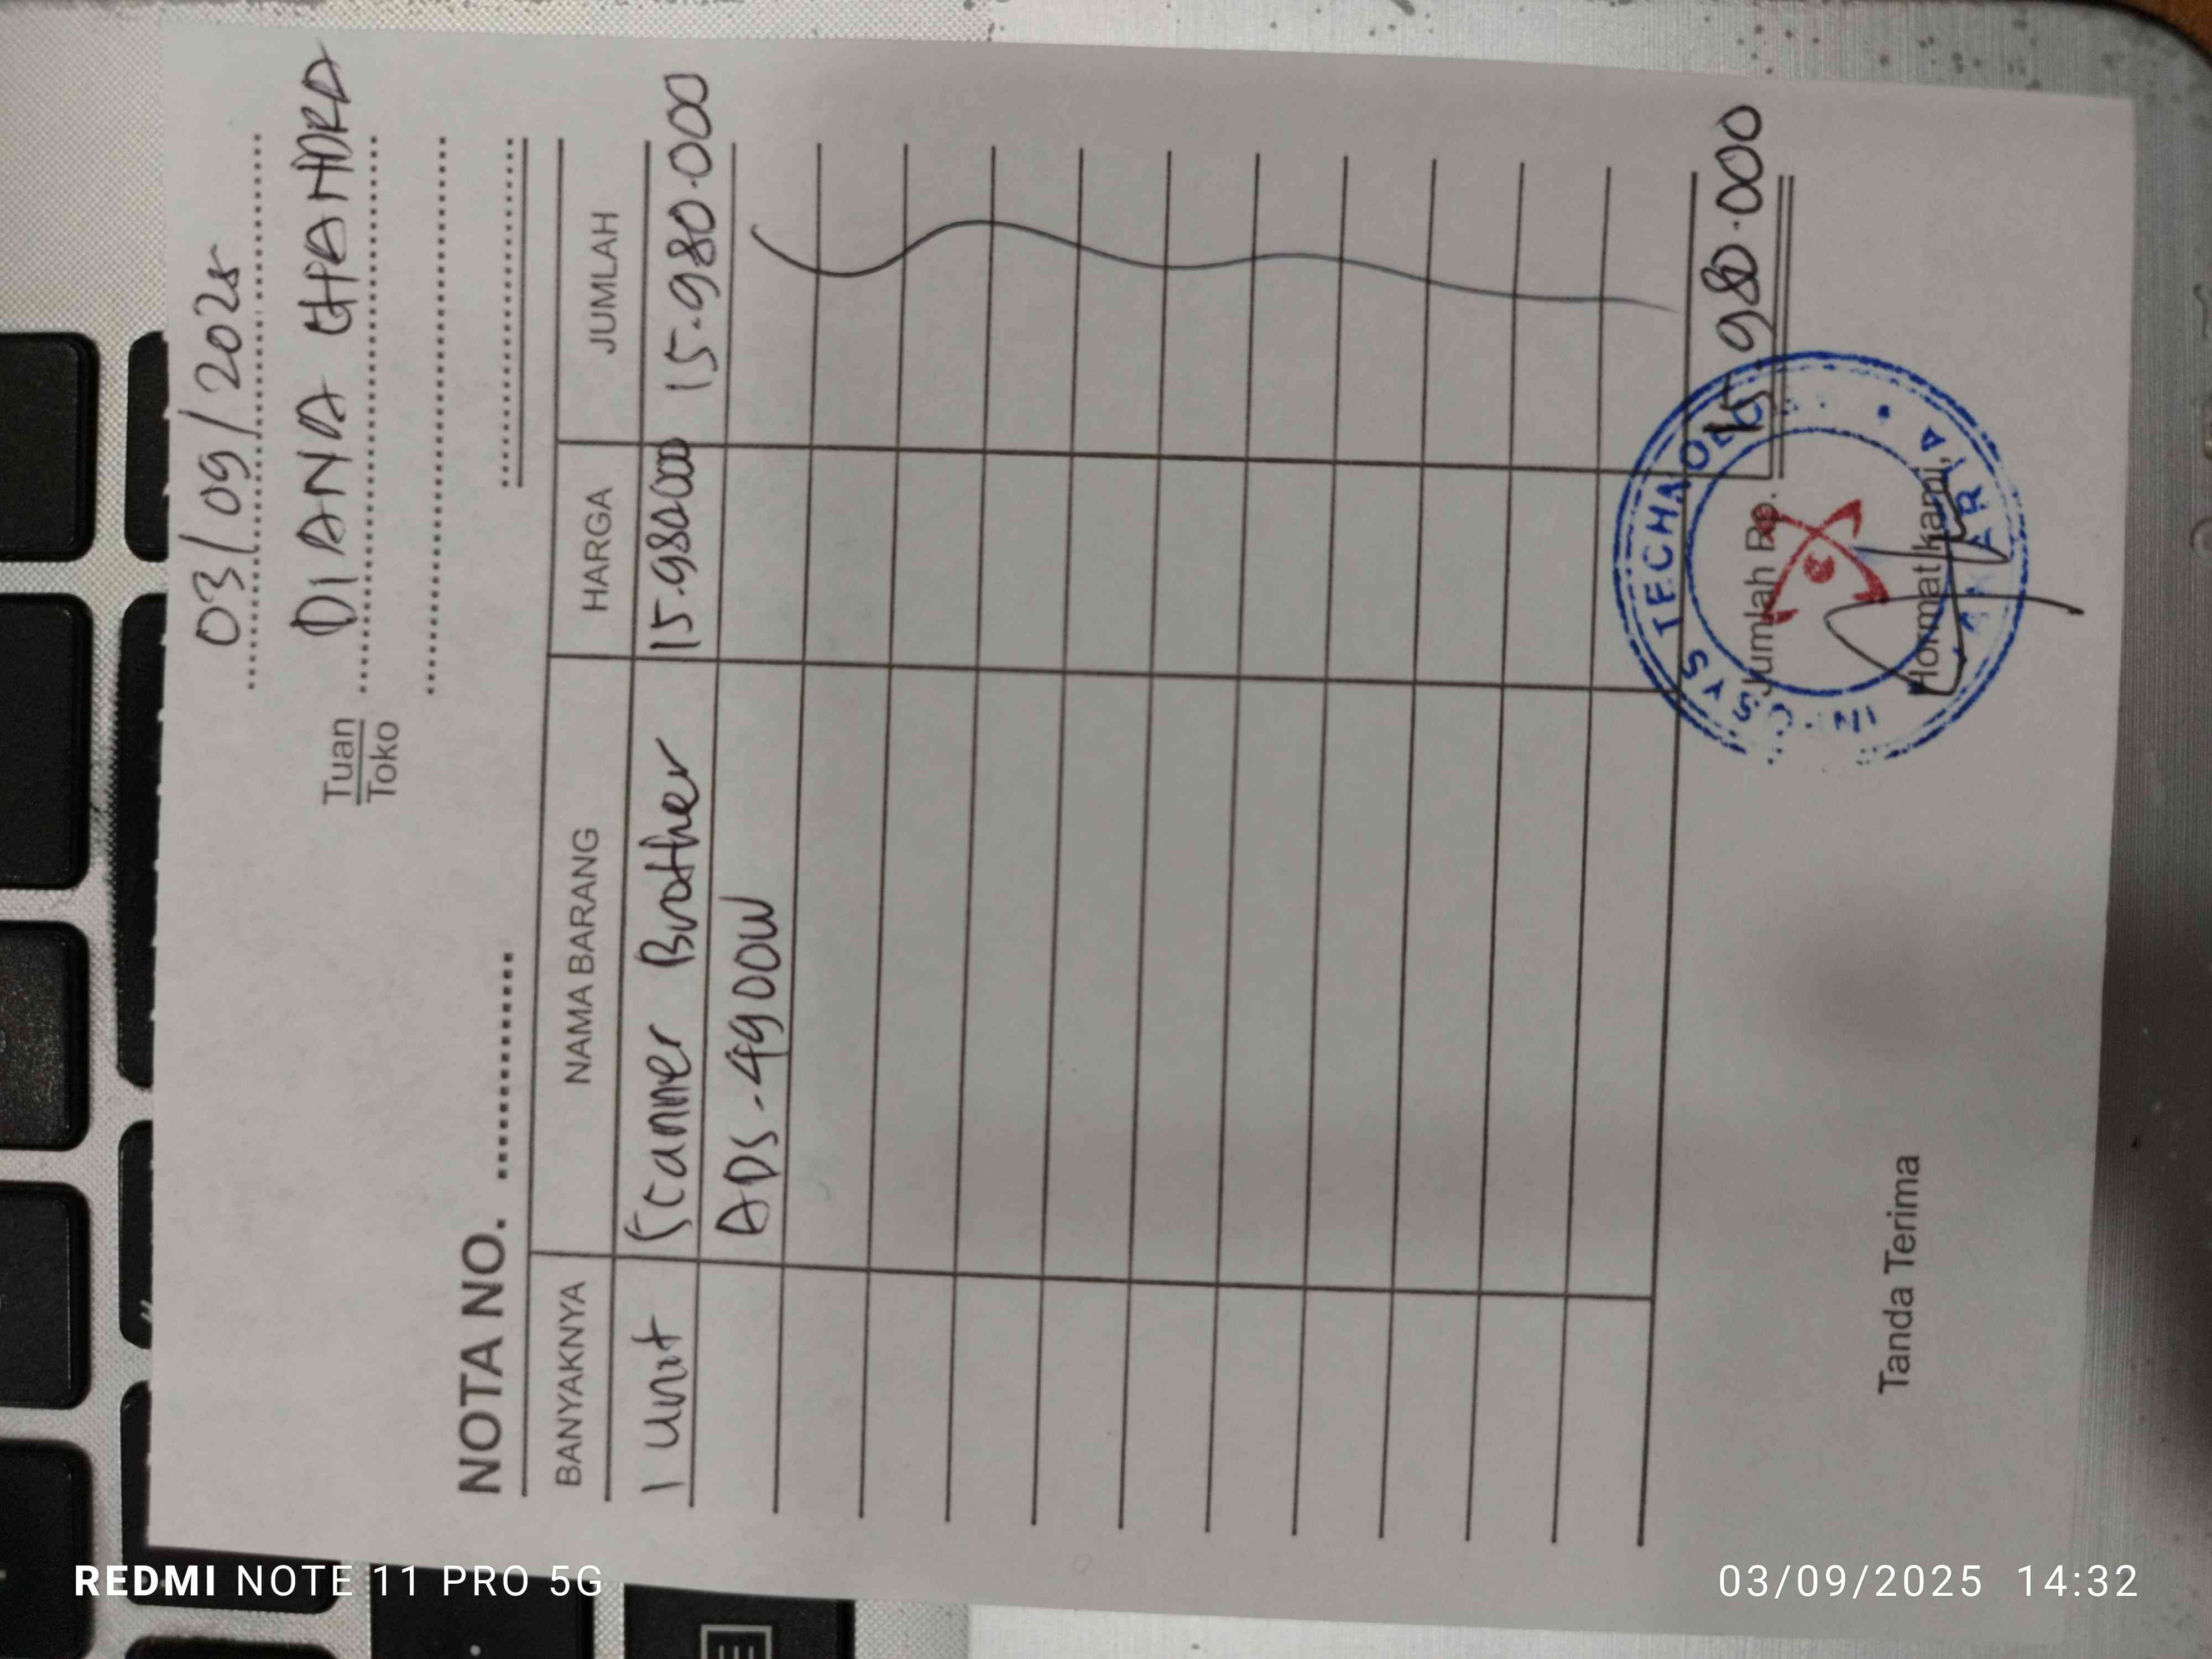 03/09/2025
Tuan
Toko
DIANA
NOTA NO.
BANYAKNYA NAMA BARANG HARGA JUMLAH
1 unit Scanner Brother 15.980.000 15.980.000
ADS-4900W
Jumlah Rp. 15.980.000
Tanda Terima Hormat kami,
SYS
REDMI NOTE 11 PRO 5G
03/09/2025 14:32